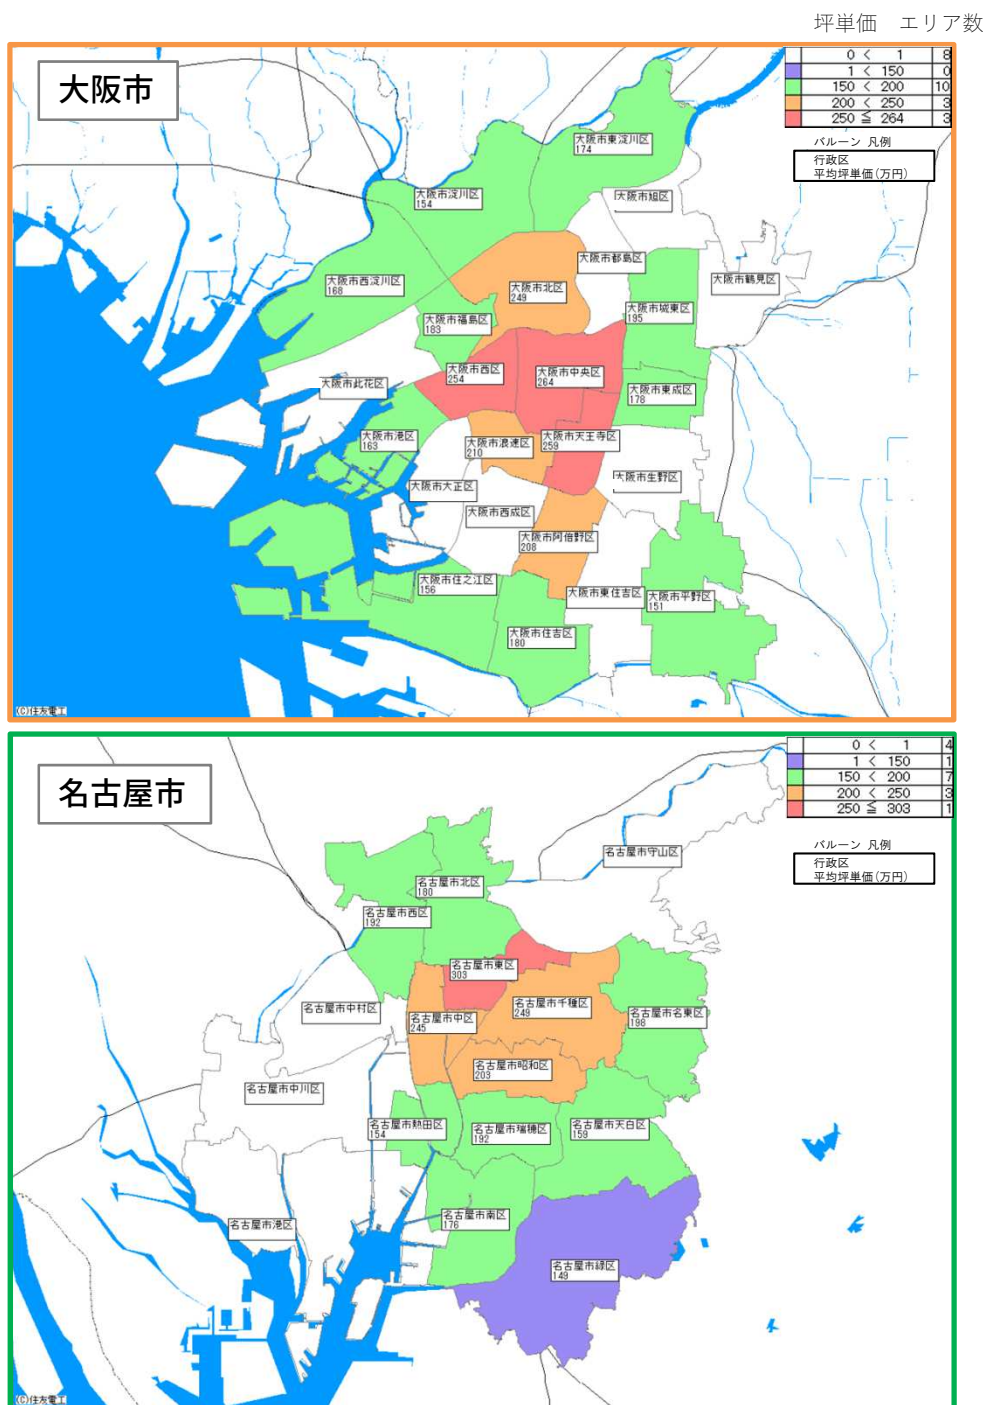 坪単価 エリア数
大阪市
0 < 1 8
1 < 150 0
150 < 200 10
200 < 250 3
250 ≦ 264 3
バルーン 凡例
行政区
平均坪単価(万円)
大阪市東淀川区
174
大阪市淀川区
154
大阪市旭区
大阪市都島区
大阪市鶴見区
大阪市西淀川区
168
大阪市北区
249
大阪市城東区
195
大阪市福島区
183
大阪市此花区
大阪市西区
254
大阪市中央区
264
大阪市東成区
178
大阪市港区
163
大阪市浪速区
210
大阪市天王寺区
259
大阪市大正区
大阪市生野区
大阪市西成区
大阪市阿倍野区
208
大阪市住之江区
156
大阪市東住吉区
大阪市平野区
151
大阪市住吉区
180
(C)住友電工
名古屋市
0 < 1 4
1 < 150 1
150 < 200 7
200 < 250 3
250 ≦ 303 1
バルーン 凡例
行政区
平均坪単価(万円)
名古屋市守山区
名古屋市北区
180
名古屋市西区
192
名古屋市東区
303
名古屋市中村区
名古屋市中区
245
名古屋市千種区
249
名古屋市名東区
198
名古屋市昭和区
203
名古屋市中川区
名古屋市熱田区
154
名古屋市瑞穂区
192
名古屋市天白区
159
名古屋市港区
名古屋市南区
176
名古屋市緑区
149
(C)住友電工